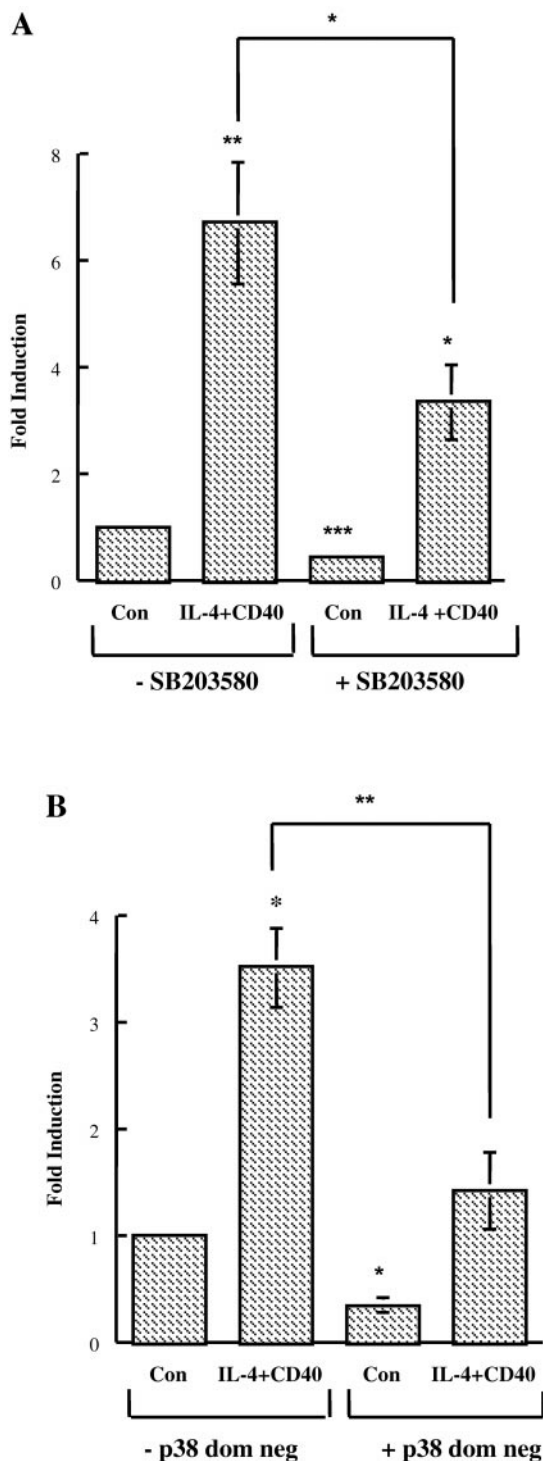 A
*
8
**
6
Fold Induction
4
*
2
***
0
Con IL-4+CD40 Con IL-4 +CD40
- SB203580 + SB203580
B
**
4
*
3
Fold Induction
2
1
*
0
Con IL-4+CD40 Con IL-4+CD40
- p38 dom neg + p38 dom neg